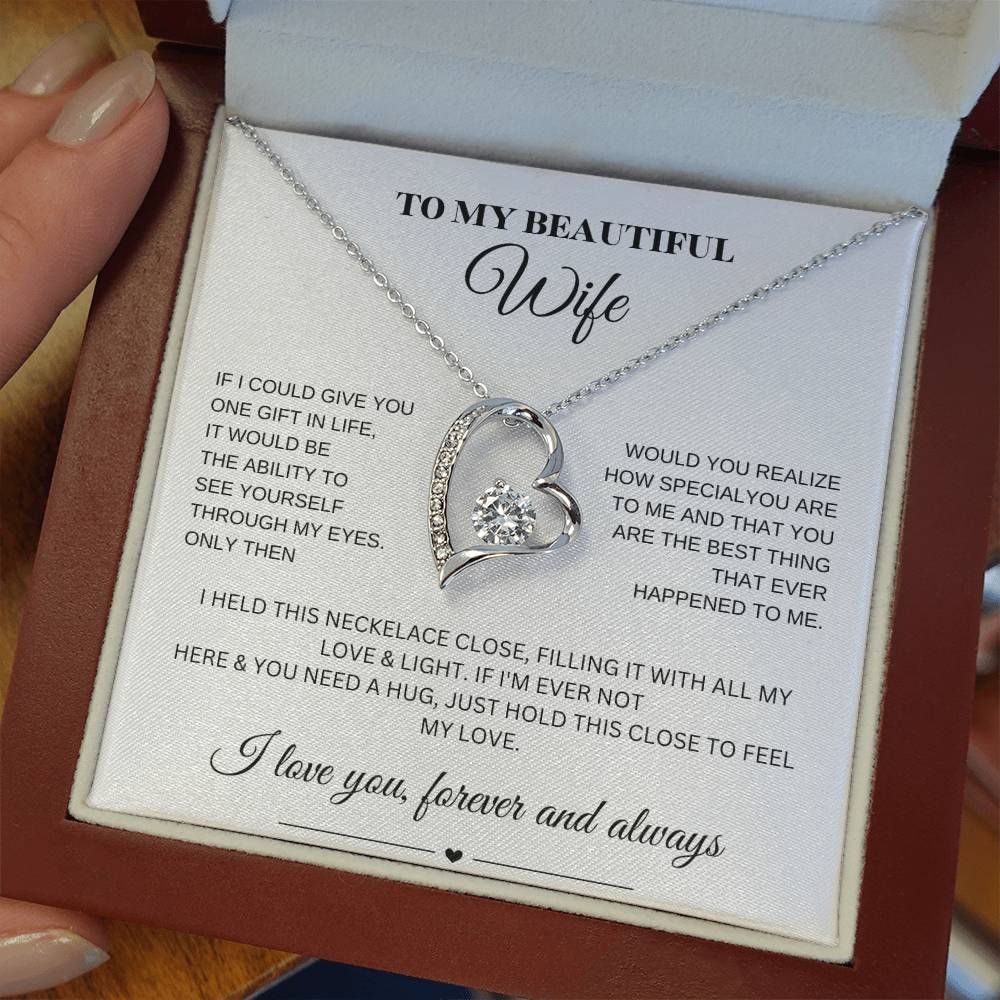 TO MY BEAUTIFUL
Wife
IF I COULD GIVE YOU
ONE GIFT IN LIFE,
IT WOULD BE
THE ABILITY TO
SEE YOURSELF
THROUGH MY EYES.
ONLY THEN
WOULD YOU REALIZE
HOW SPECIALYOU ARE
TO ME AND THAT YOU
ARE THE BEST THING
THAT EVER
HAPPENED TO ME.
I HELD THIS NECKELACE CLOSE, FILLING IT WITH ALL MY
LOVE & LIGHT. IF I'M EVER NOT
HERE & YOU NEED A HUG, JUST HOLD THIS CLOSE TO FEEL
MY LOVE.
I love you, forever and always